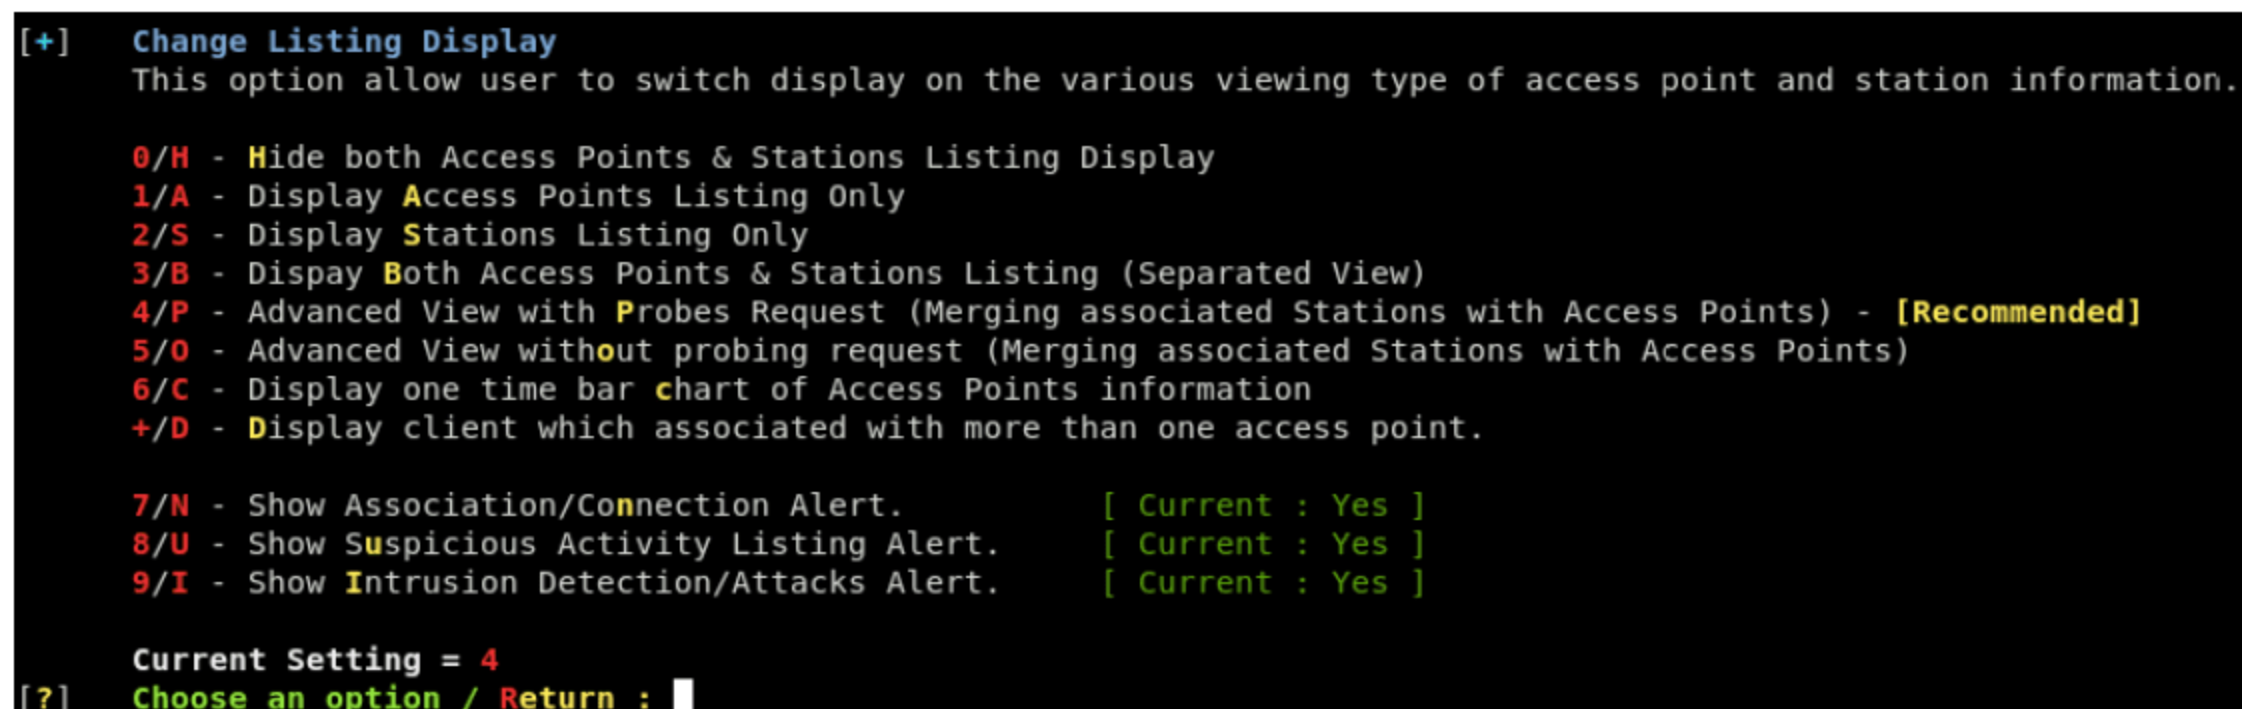 [+] Change Listing Display
This option allow user to switch display on the various viewing type of access point and station information.
0/H - Hide both Access Points & Stations Listing Display
1/A - Display Access Points Listing Only
2/S - Display Stations Listing Only
3/B - Dispay Both Access Points & Stations Listing (Separated View)
4/P - Advanced View with Probes Request (Merging associated Stations with Access Points) - [Recommended]
5/O - Advanced View without probing request (Merging associated Stations with Access Points)
6/C - Display one time bar chart of Access Points information
+/D - Display client which associated with more than one access point.
7/N - Show Association/Connection Alert. [ Current : Yes ]
8/U - Show Suspicious Activity Listing Alert. [ Current : Yes ]
9/I - Show Intrusion Detection/Attacks Alert. [ Current : Yes ]
Current Setting = 4
[?] Choose an option / Return :